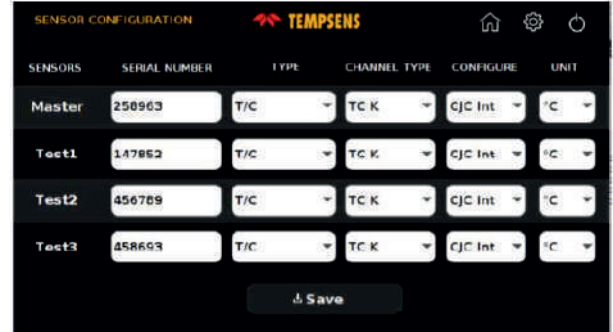 SENSOR CONFIGURATION TEMPSENS
SENSORS SERIAL NUMBER TYPE CHANNEL TYPE CONFIGURE UNIT
Master 258963 T/C TC K CJC Int °C
Test1 147852 T/C TC K CJC Int °C
Test2 456789 T/C TC K CJC Int °C
Test3 458693 T/C TC K CJC Int °C
Save